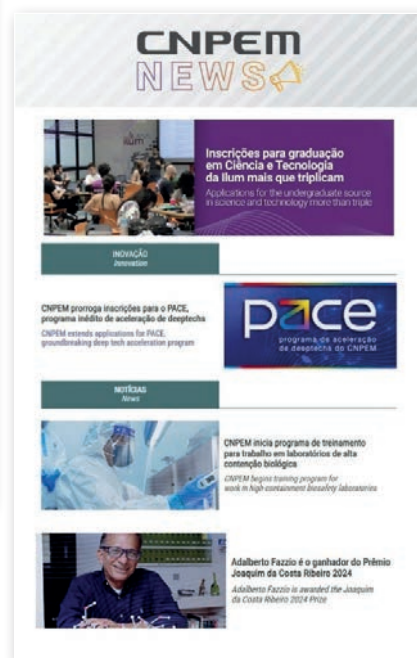 CNPEM
NEWS
ilum
Inscrições para graduação
em Ciência e Tecnologia
da Ilum mais que triplicam
Applications for the undergraduate source
in science and technology more than triple
INOVAÇÃO
Innovation
CNPEM prorroga inscrições para o PACE,
programa inédito de aceleração de deeptechs
CNPEM extends applications for PACE,
groundbreaking deep tech acceleration program
pace
programa de aceleração
de deeptechs do CNPEM
NOTÍCIAS
News
CNPEM inicia programa de treinamento
para trabalho em laboratórios de alta
contenção biológica
CNPEM begins training program for
work in high containment biosafety laboratories
Adalberto Fazzio é o ganhador do Prêmio
Joaquim da Costa Ribeiro 2024
Adalberto Fazzio is awarded the Joaquim
da Costa Ribeiro 2024 Prize